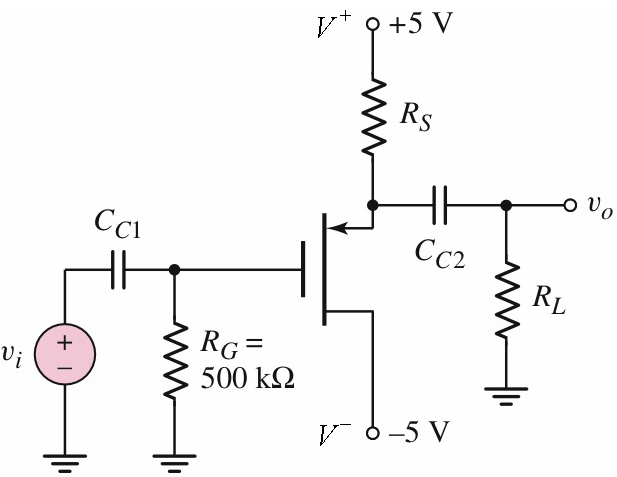 V⁺ +5 V
R_S
C_C1
C_C2
v_o
R_L
v_i
+
−
R_G =
500 kΩ
V⁻ –5 V